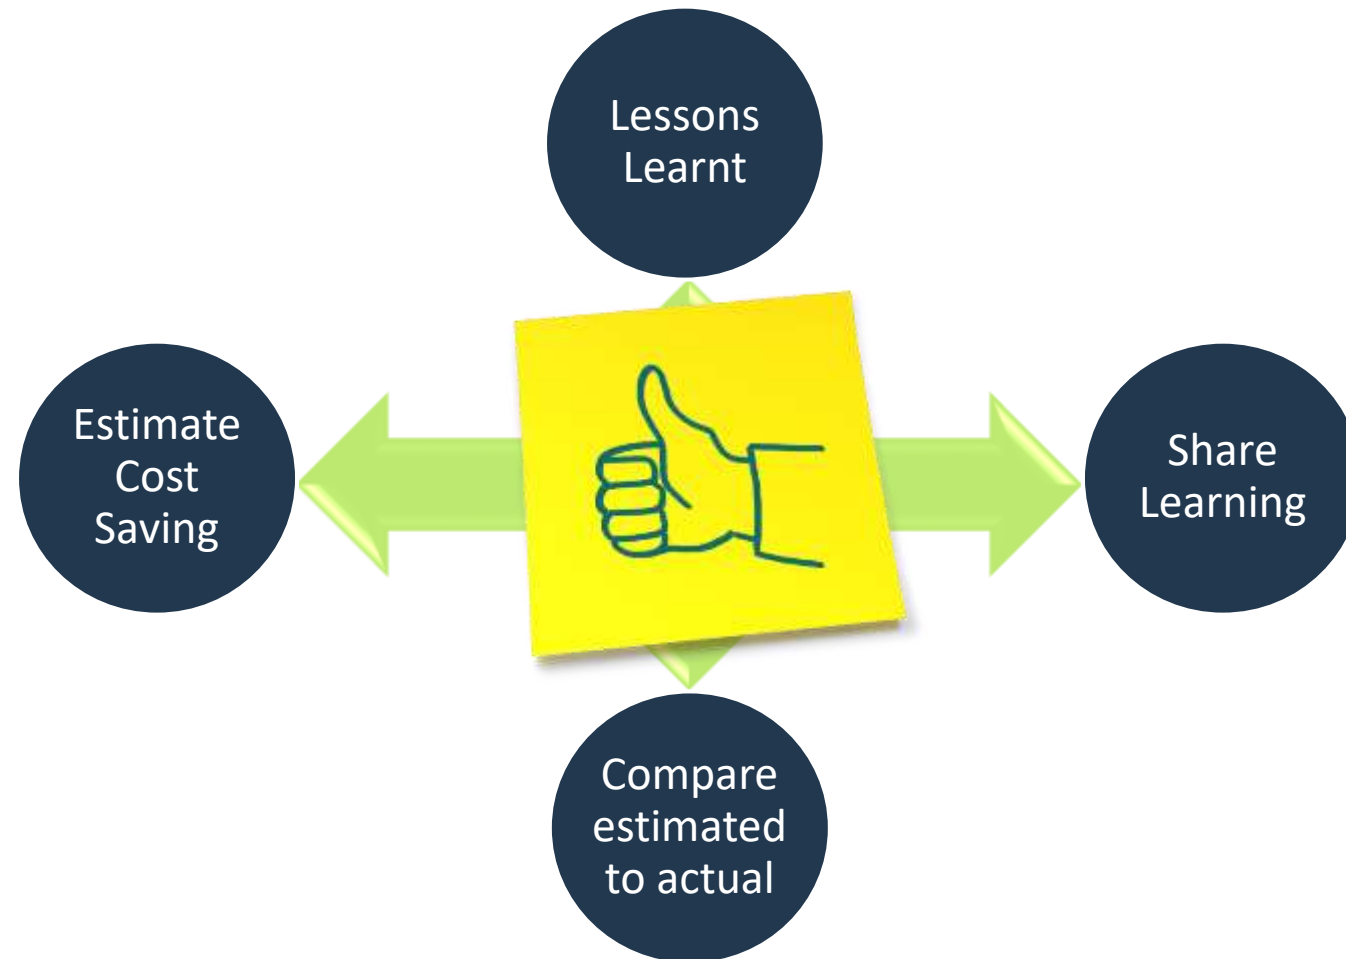 Lessons
Learnt
Estimate
Cost
Saving
Share
Learning
Compare
estimated
to actual